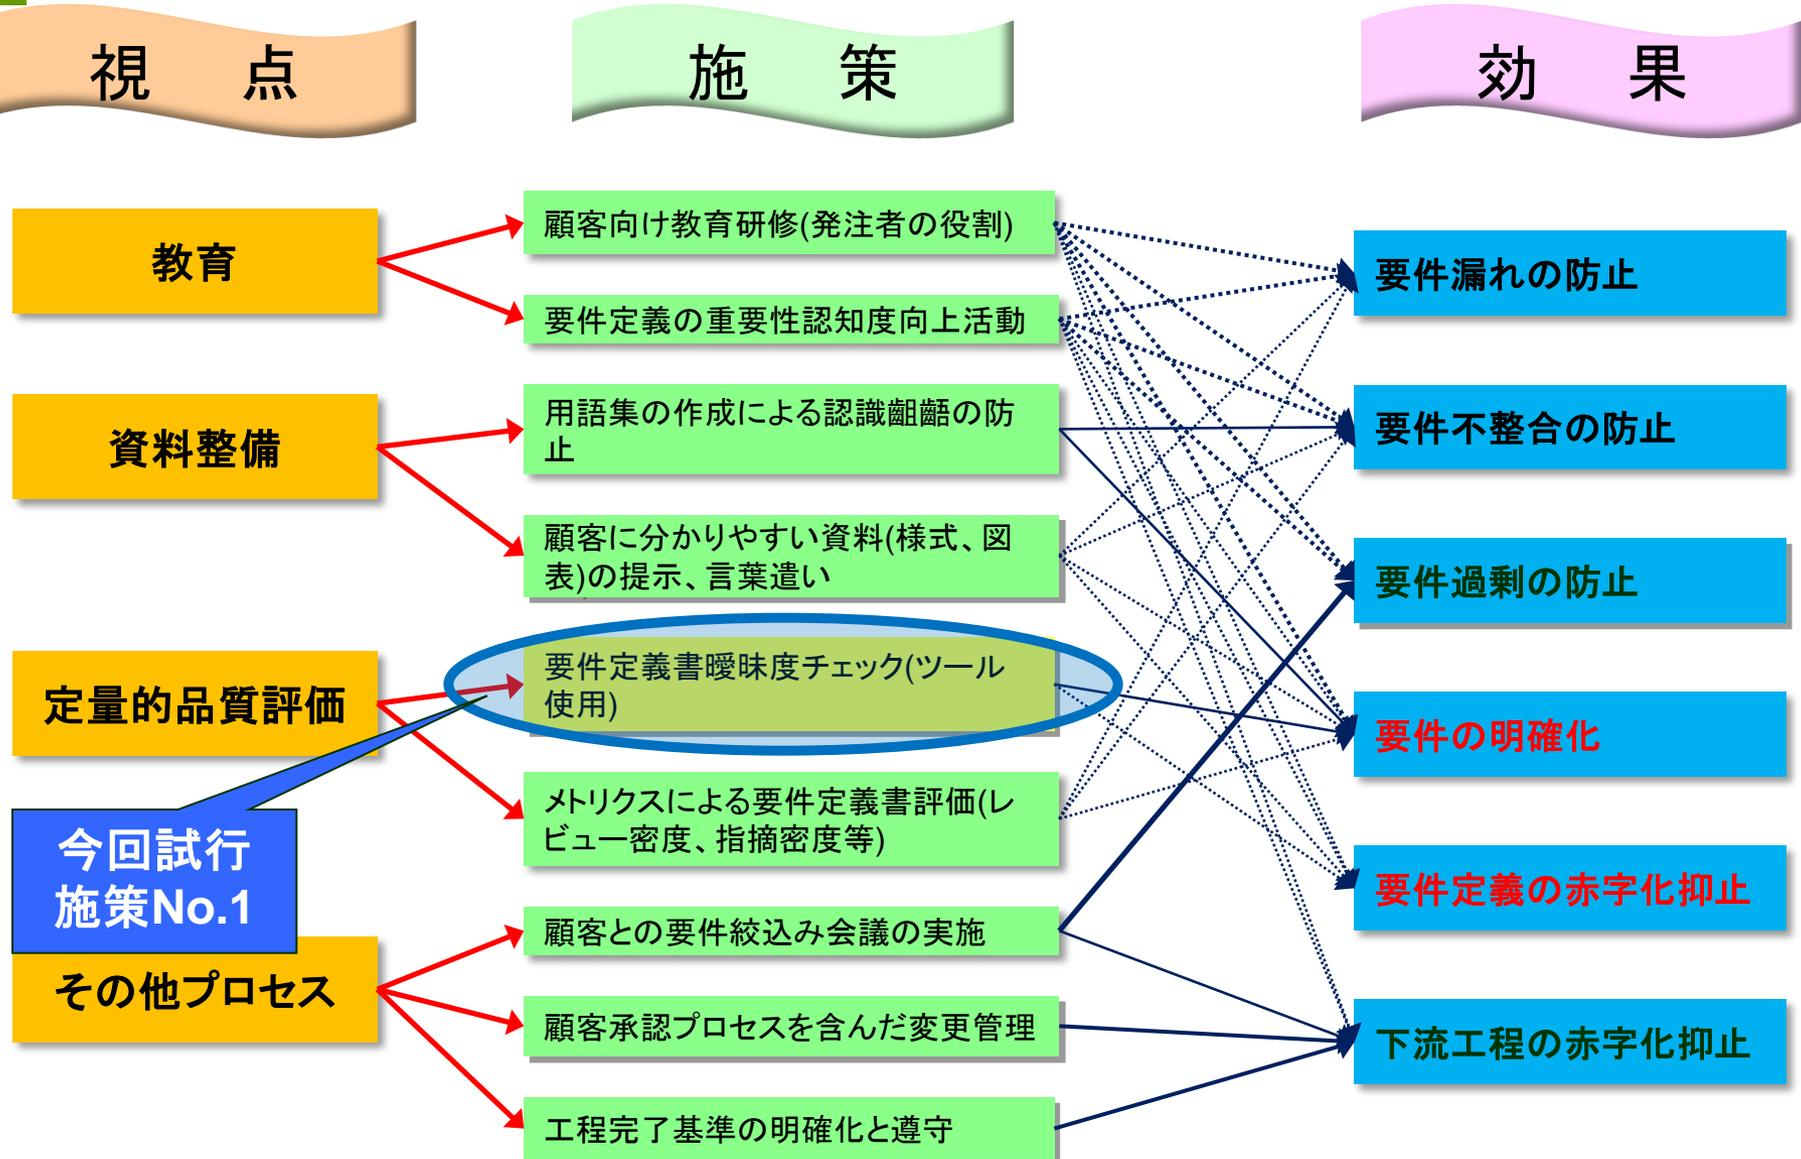 視　点
施　策
効　果
教育
資料整備
定量的品質評価
今回試行
施策No.1
その他プロセス
顧客向け教育研修(発注者の役割)
要件定義の重要性認知度向上活動
用語集の作成による認識齟齬の防
止
顧客に分かりやすい資料(様式、図
表)の提示、言葉遣い
要件定義書曖昧度チェック(ツール
使用)
メトリクスによる要件定義書評価(レ
ビュー密度、指摘密度等)
顧客との要件絞込み会議の実施
顧客承認プロセスを含んだ変更管理
工程完了基準の明確化と遵守
要件漏れの防止
要件不整合の防止
要件過剰の防止
要件の明確化
要件定義の赤字化抑止
下流工程の赤字化抑止